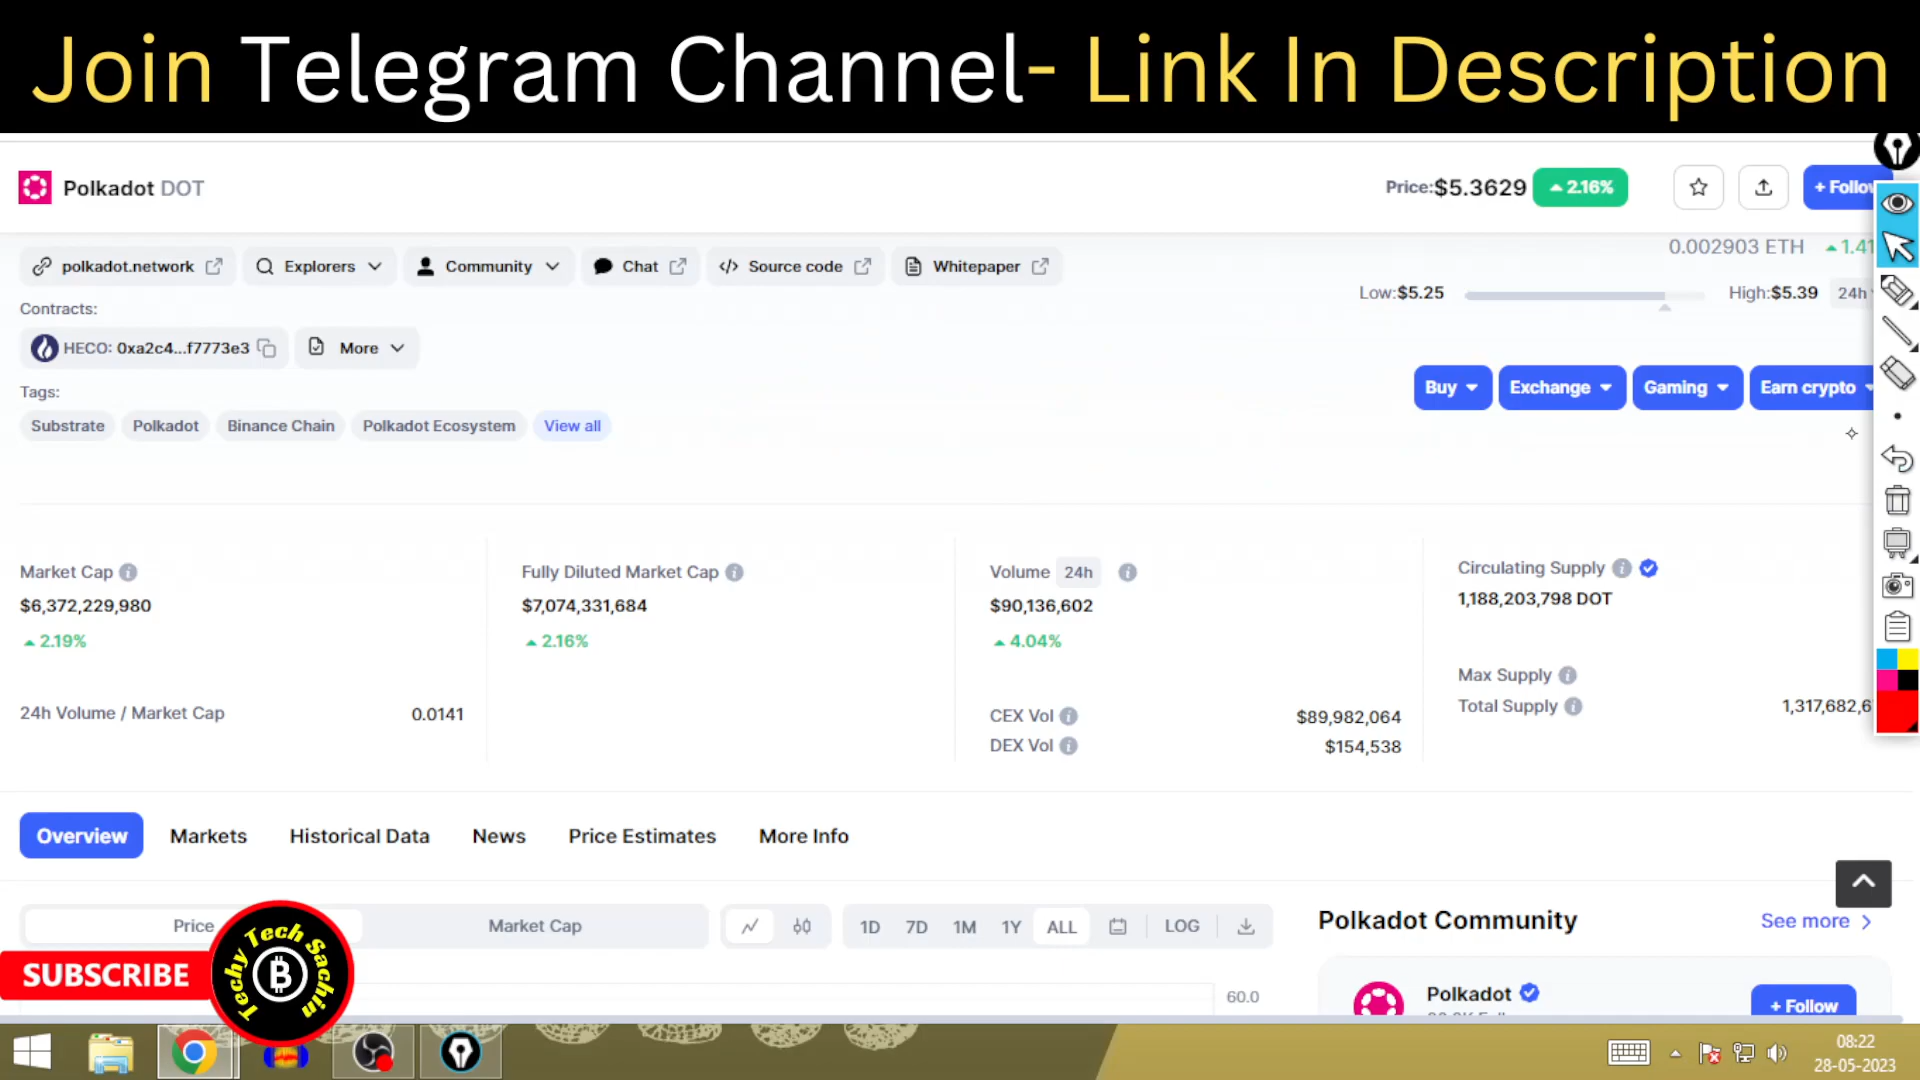 Join Telegram Channel- Link In Description
Polkadot DOT
Price:$5.3629 2.16%
+ Follow
0.002903 ETH 1.41
polkadot.network Explorers Community Chat Source code Whitepaper
Low:$5.25 High:$5.39 24h
Contracts:
HECO: 0xa2c4...f7773e3 More
Tags:
Buy Exchange Gaming Earn crypto
Substrate Polkadot Binance Chain Polkadot Ecosystem View all
Market Cap
$6,372,229,980
2.19%
24h Volume / Market Cap 0.0141
Fully Diluted Market Cap
$7,074,331,684
2.16%
Volume 24h
$90,136,602
4.04%
CEX Vol $89,982,064
DEX Vol $154,538
Circulating Supply
1,188,203,798 DOT
Max Supply
Total Supply 1,317,682,6
Overview Markets Historical Data News Price Estimates More Info
Price Market Cap 1D 7D 1M 1Y ALL LOG
Polkadot Community See more
60.0
Polkadot
+ Follow
SUBSCRIBE
Techy Tech Sachin
08:22
28-05-2023